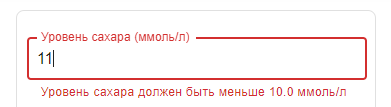 Уровень сахара (ммоль/л)
11
Уровень сахара должен быть меньше 10.0 ммоль/л